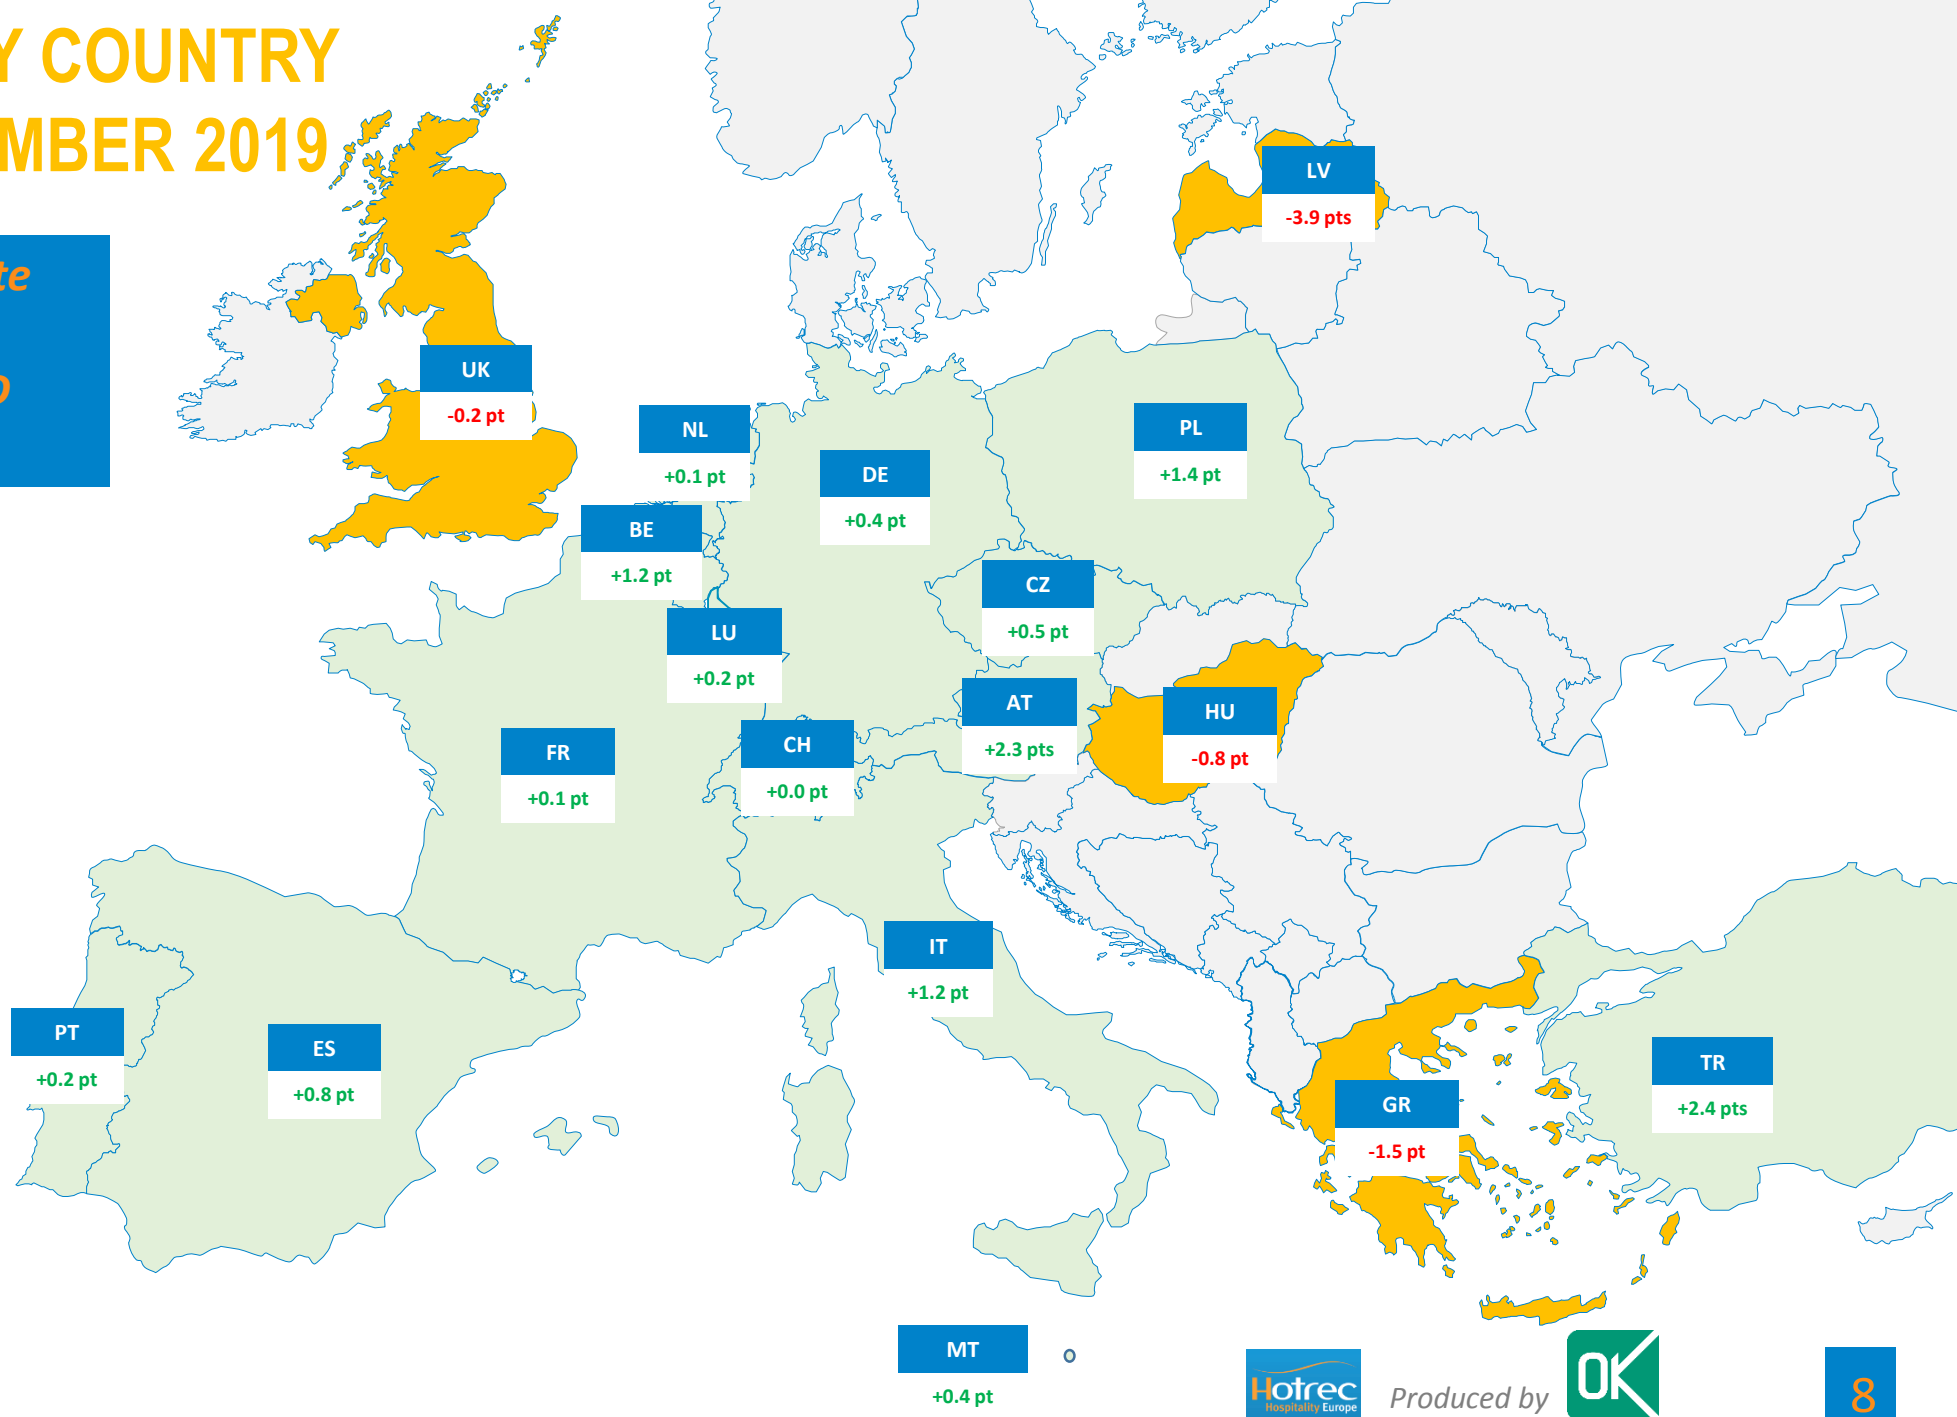 Y COUNTRY
MBER 2019
te
LV
-3.9 pts
UK
-0.2 pt
NL
+0.1 pt
PL
+1.4 pt
DE
+0.4 pt
BE
+1.2 pt
CZ
+0.5 pt
LU
+0.2 pt
AT
+2.3 pts
HU
-0.8 pt
FR
+0.1 pt
CH
+0.0 pt
IT
+1.2 pt
PT
+0.2 pt
ES
+0.8 pt
TR
+2.4 pts
GR
-1.5 pt
MT
+0.4 pt
Hotrec
Hospitality Europe
Produced by
OK
8